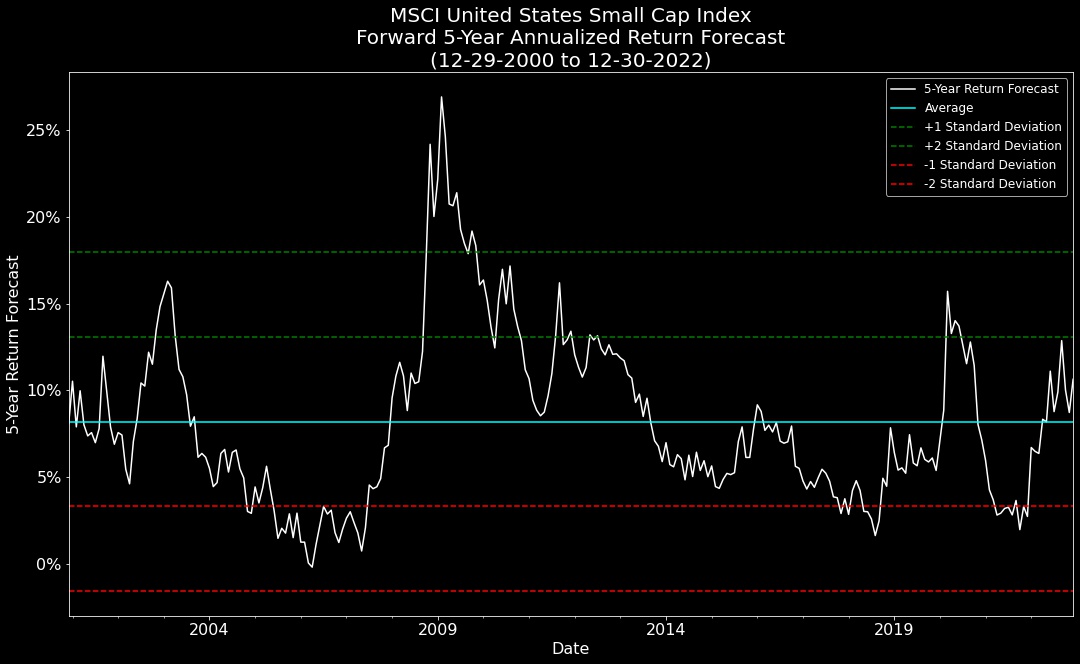 MSCI United States Small Cap Index
Forward 5-Year Annualized Return Forecast
(12-29-2000 to 12-30-2022)
5-Year Return Forecast
Average
+1 Standard Deviation
+2 Standard Deviation
-1 Standard Deviation
-2 Standard Deviation
25%
20%
15%
10%
5%
0%
5-Year Return Forecast
2004
2009
2014
2019
Date